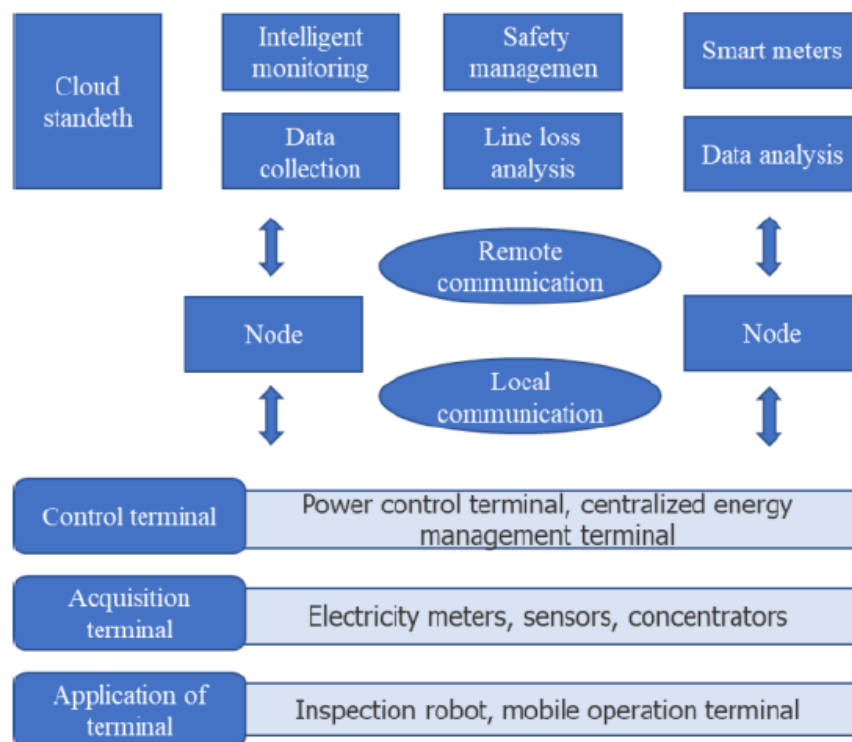 Cloud
standeth
Intelligent
monitoring
Safety
managemen
Smart meters
Data
collection
Line loss
analysis
Data analysis
Remote
communication
Node
Node
Local
communication
Control terminal
Power control terminal, centralized energy
management terminal
Acquisition
terminal
Electricity meters, sensors, concentrators
Application of
terminal
Inspection robot, mobile operation terminal